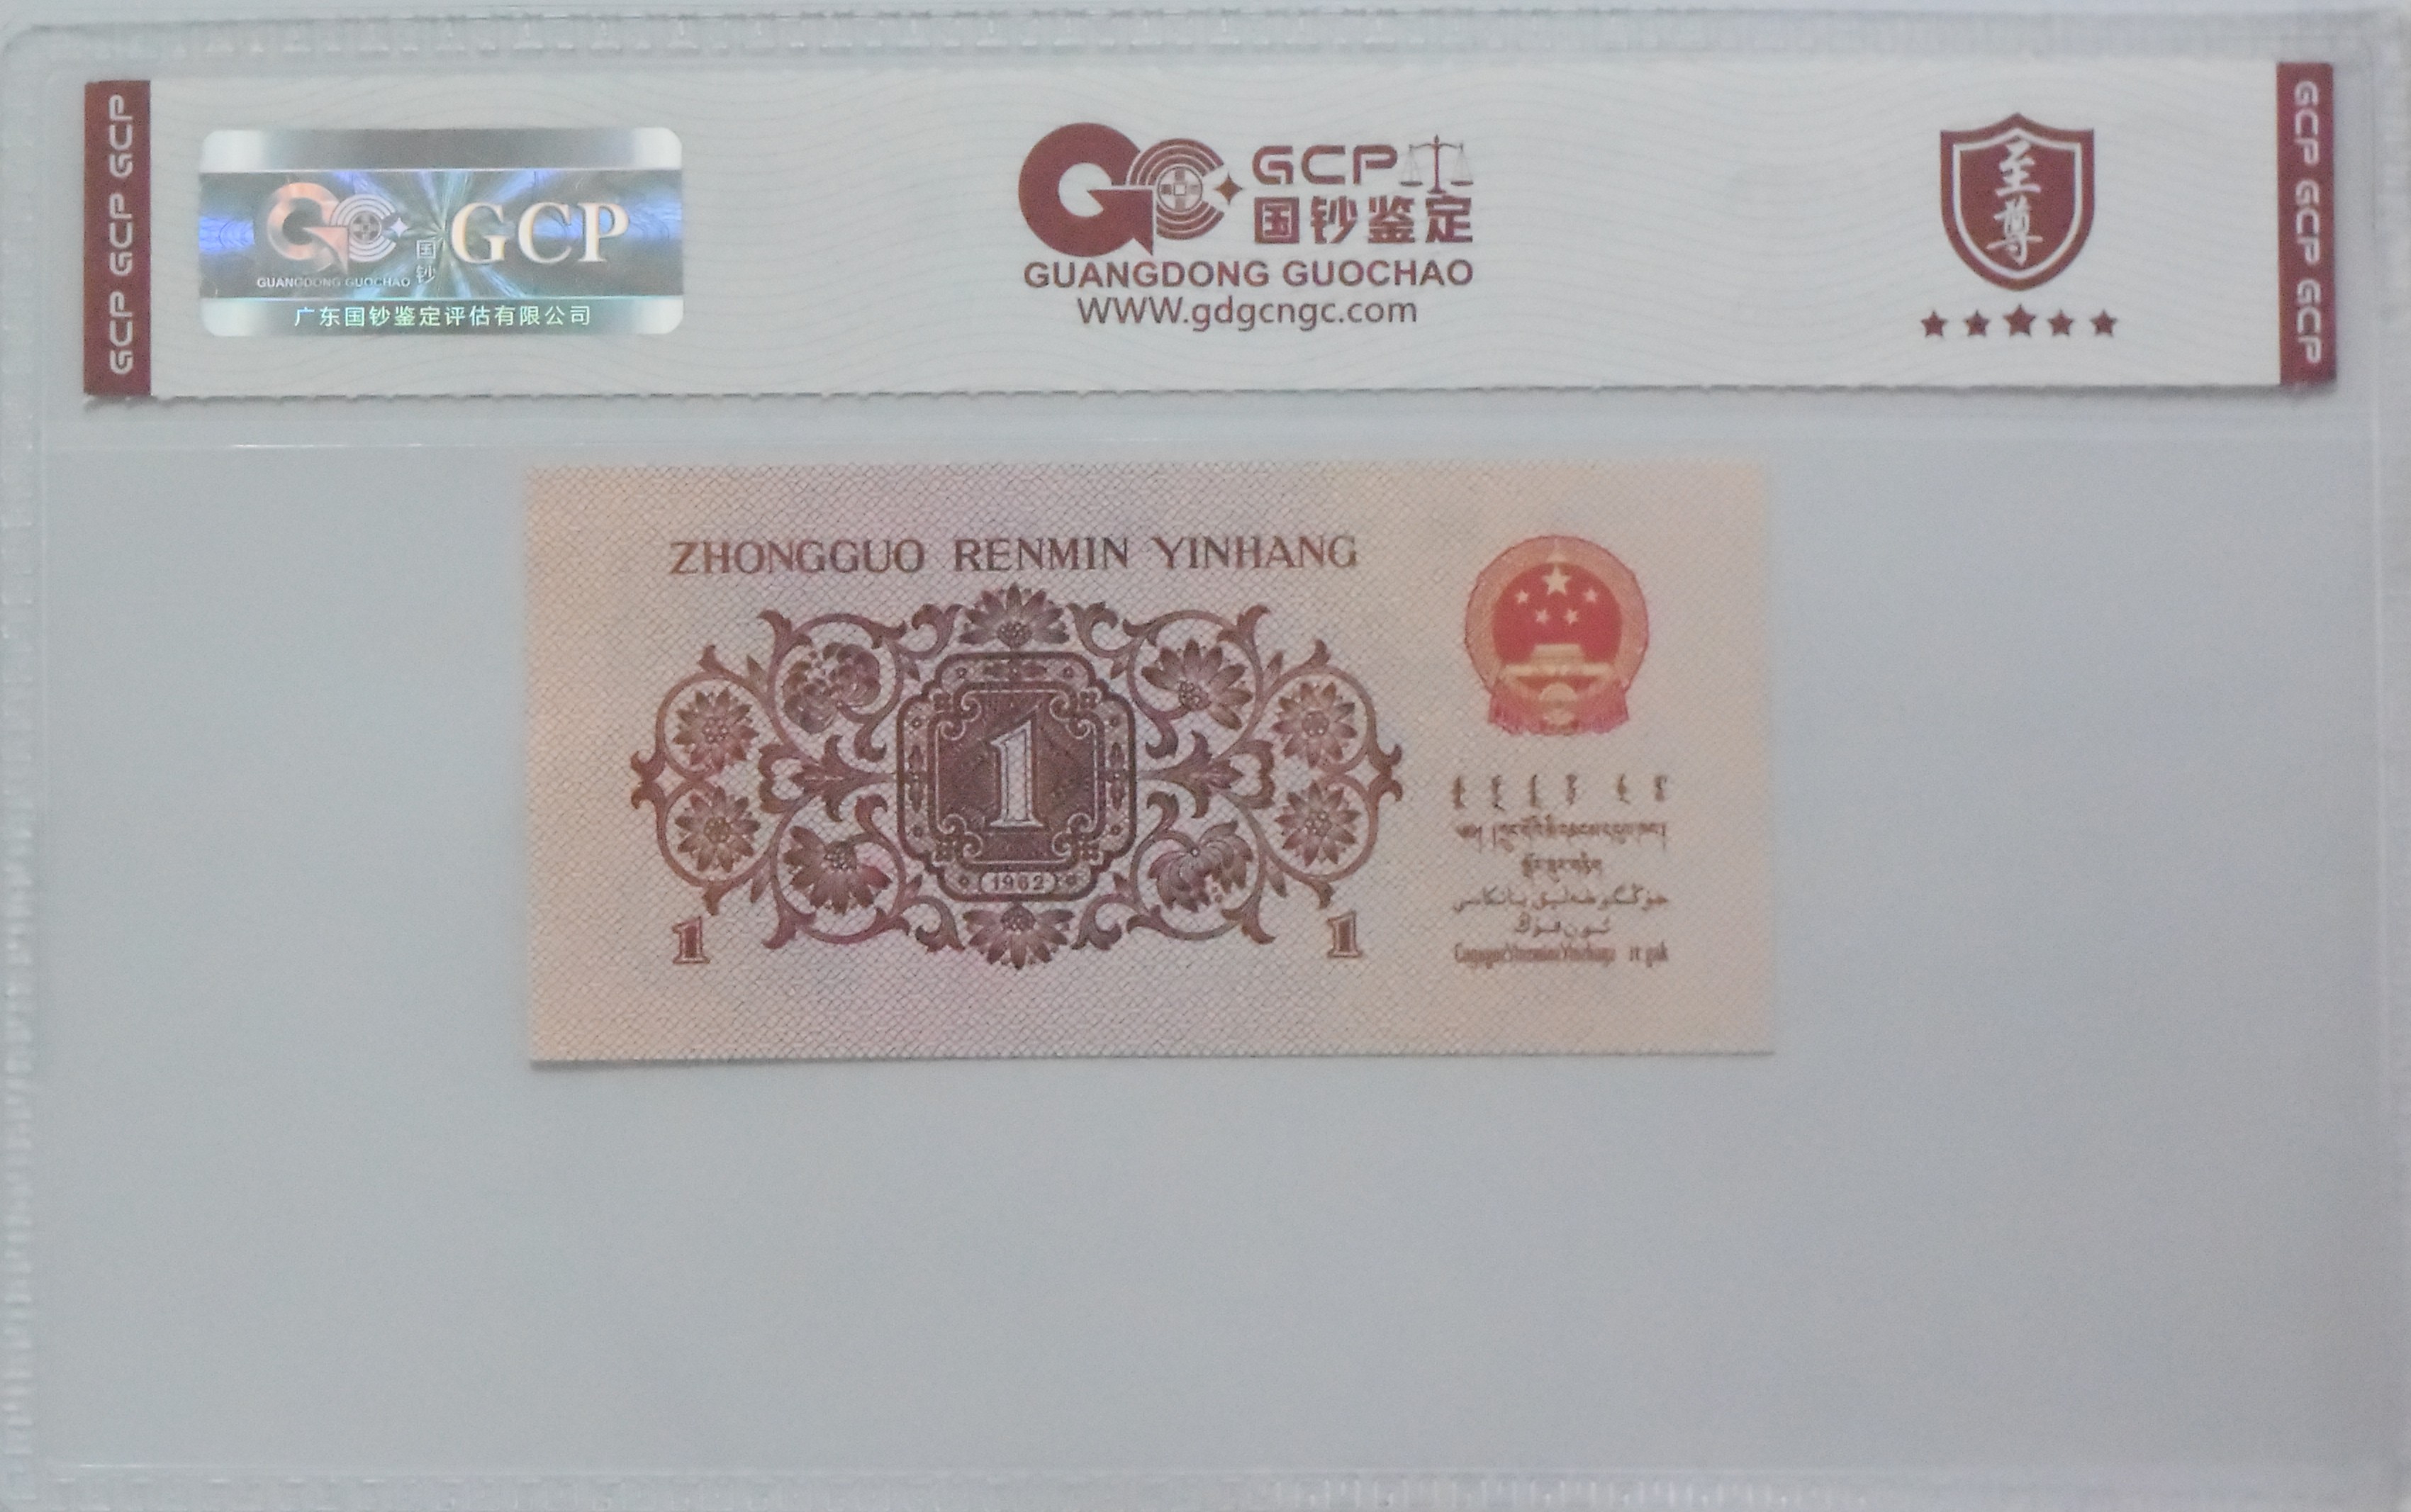 GCP GCP GCP
国钞
GCP
GUANGDONG GUOCHAO
广东国钞鉴定评估有限公司
GCP
国钞鉴定
GUANGDONG GUOCHAO
WWW.gdgcngc.com
至尊
GCP GCP GCP
ZHONGGUO RENMIN YINHANG
1
1962
1
1